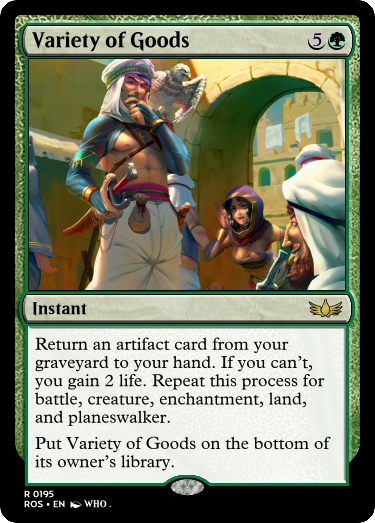 Variety of Goods 5
Instant
Return an artifact card from your
graveyard to your hand. If you can't,
you gain 2 life. Repeat this process for
battle, creature, enchantment, land,
and planeswalker.
Put Variety of Goods on the bottom of
its owner's library.
R 0195
ROS • EN WHO .